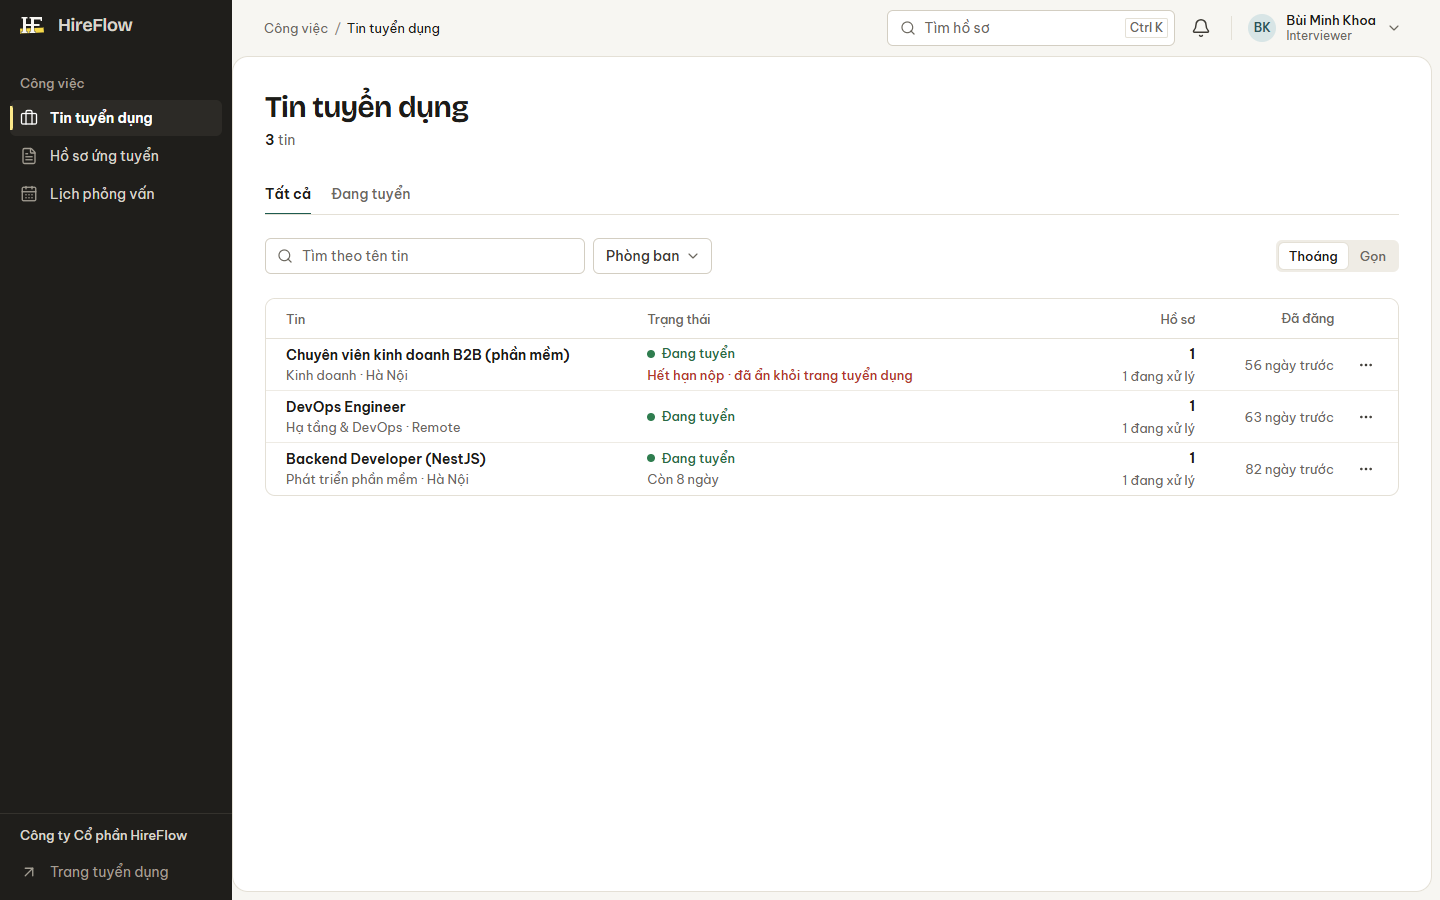 HireFlow
Công việc
Tin tuyển dụng
Hồ sơ ứng tuyển
Lịch phỏng vấn
Công ty Cổ phần HireFlow
Trang tuyển dụng
Công việc / Tin tuyển dụng
Tìm hồ sơ
Ctrl K
BK
Bùi Minh Khoa
Interviewer
Tin tuyển dụng
3 tin
Tất cả
Đang tuyển
Tìm theo tên tin
Phòng ban
Thoáng
Gọn
Tin
Trạng thái
Hồ sơ
Đã đăng
Chuyên viên kinh doanh B2B (phần mềm)
Kinh doanh · Hà Nội
Đang tuyển
Hết hạn nộp · đã ẩn khỏi trang tuyển dụng
1
1 đang xử lý
56 ngày trước
DevOps Engineer
Hạ tầng & DevOps · Remote
Đang tuyển
1
1 đang xử lý
63 ngày trước
Backend Developer (NestJS)
Phát triển phần mềm · Hà Nội
Đang tuyển
Còn 8 ngày
1
1 đang xử lý
82 ngày trước